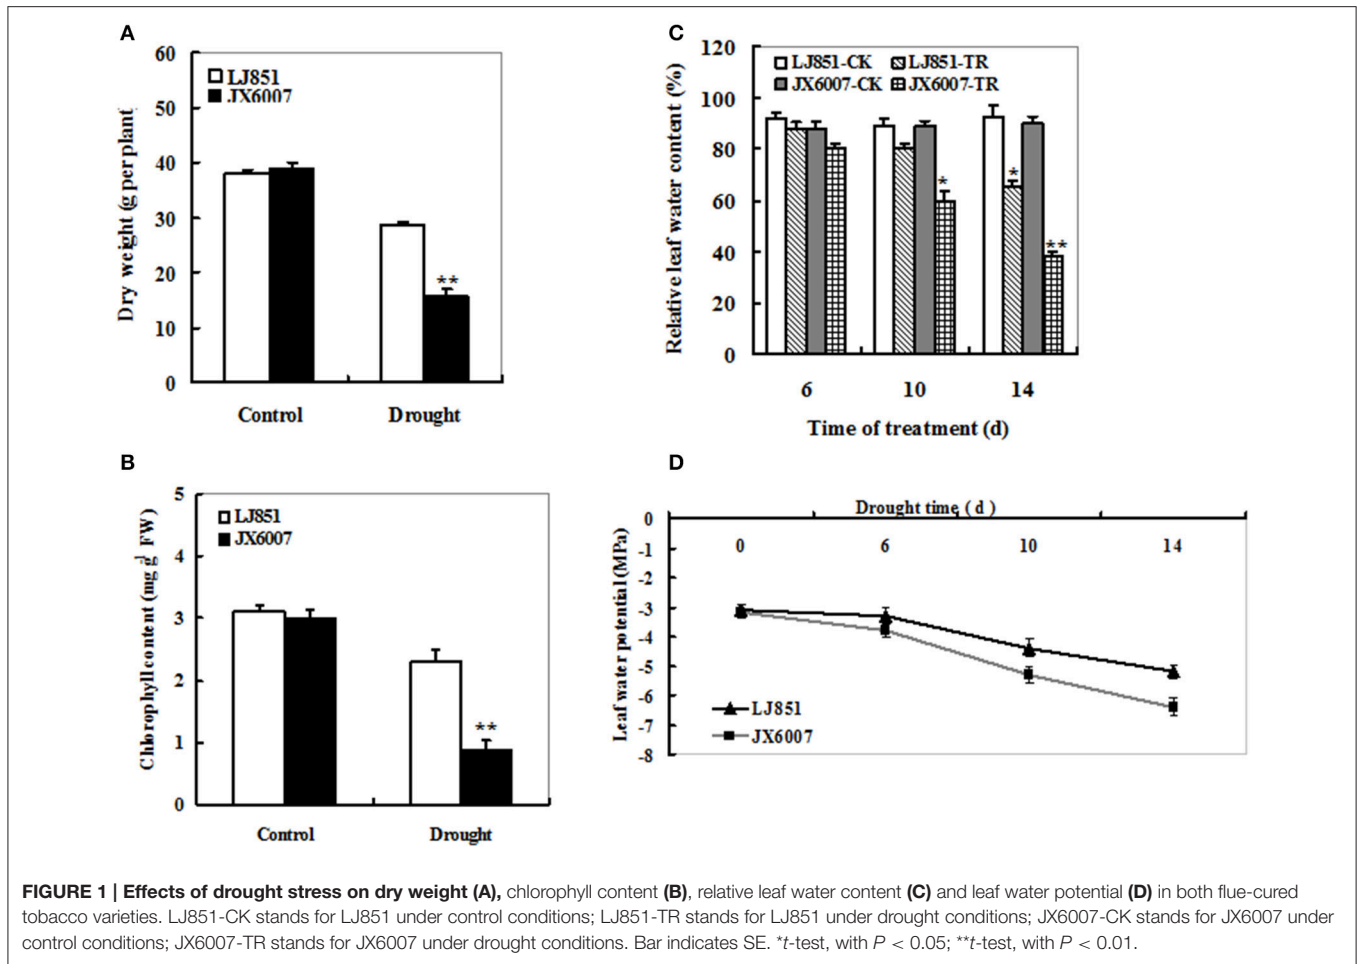 A
60
50
40
30
20
10
0
Dry weight (g per plant)
LJ851
JX6007
**
Control
Drought
C
120
100
80
60
40
20
0
Relative leaf water content (%)
LJ851-CK
LJ851-TR
JX6007-CK
JX6007-TR
*
*
**
6
10
14
Time of treatment (d)
B
5
4
3
2
1
0
Chlorophyll content (mg g⁻¹ FW)
LJ851
JX6007
**
Control
Drought
D
Drought time ( d )
0
-1
-2
-3
-4
-5
-6
-7
-8
Leaf water potential (MPa)
0
6
10
14
LJ851
JX6007
FIGURE 1 | Effects of drought stress on dry weight (A), chlorophyll content (B), relative leaf water content (C) and leaf water potential (D) in both flue-cured
tobacco varieties. LJ851-CK stands for LJ851 under control conditions; LJ851-TR stands for LJ851 under drought conditions; JX6007-CK stands for JX6007 under
control conditions; JX6007-TR stands for JX6007 under drought conditions. Bar indicates SE. *t-test, with P < 0.05; **t-test, with P < 0.01.